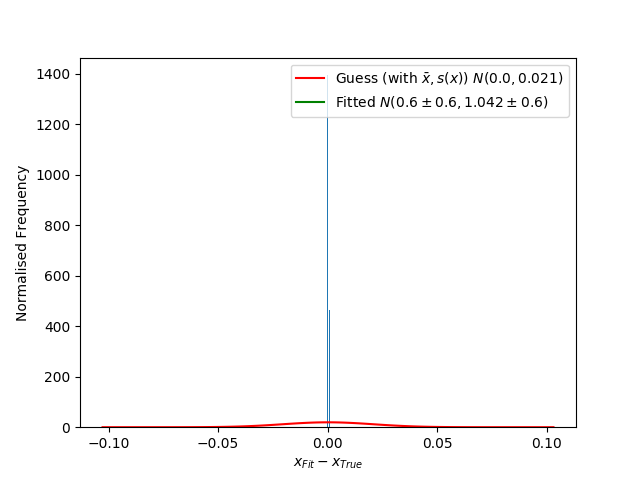 1400
1200
1000
800
600
400
200
0
Normalised Frequency
Guess (with x̄, s(x)) N(0.0, 0.021)
Fitted N(0.6 ± 0.6, 1.042 ± 0.6)
−0.10 −0.05 0.00 0.05 0.10
x_Fit − x_True